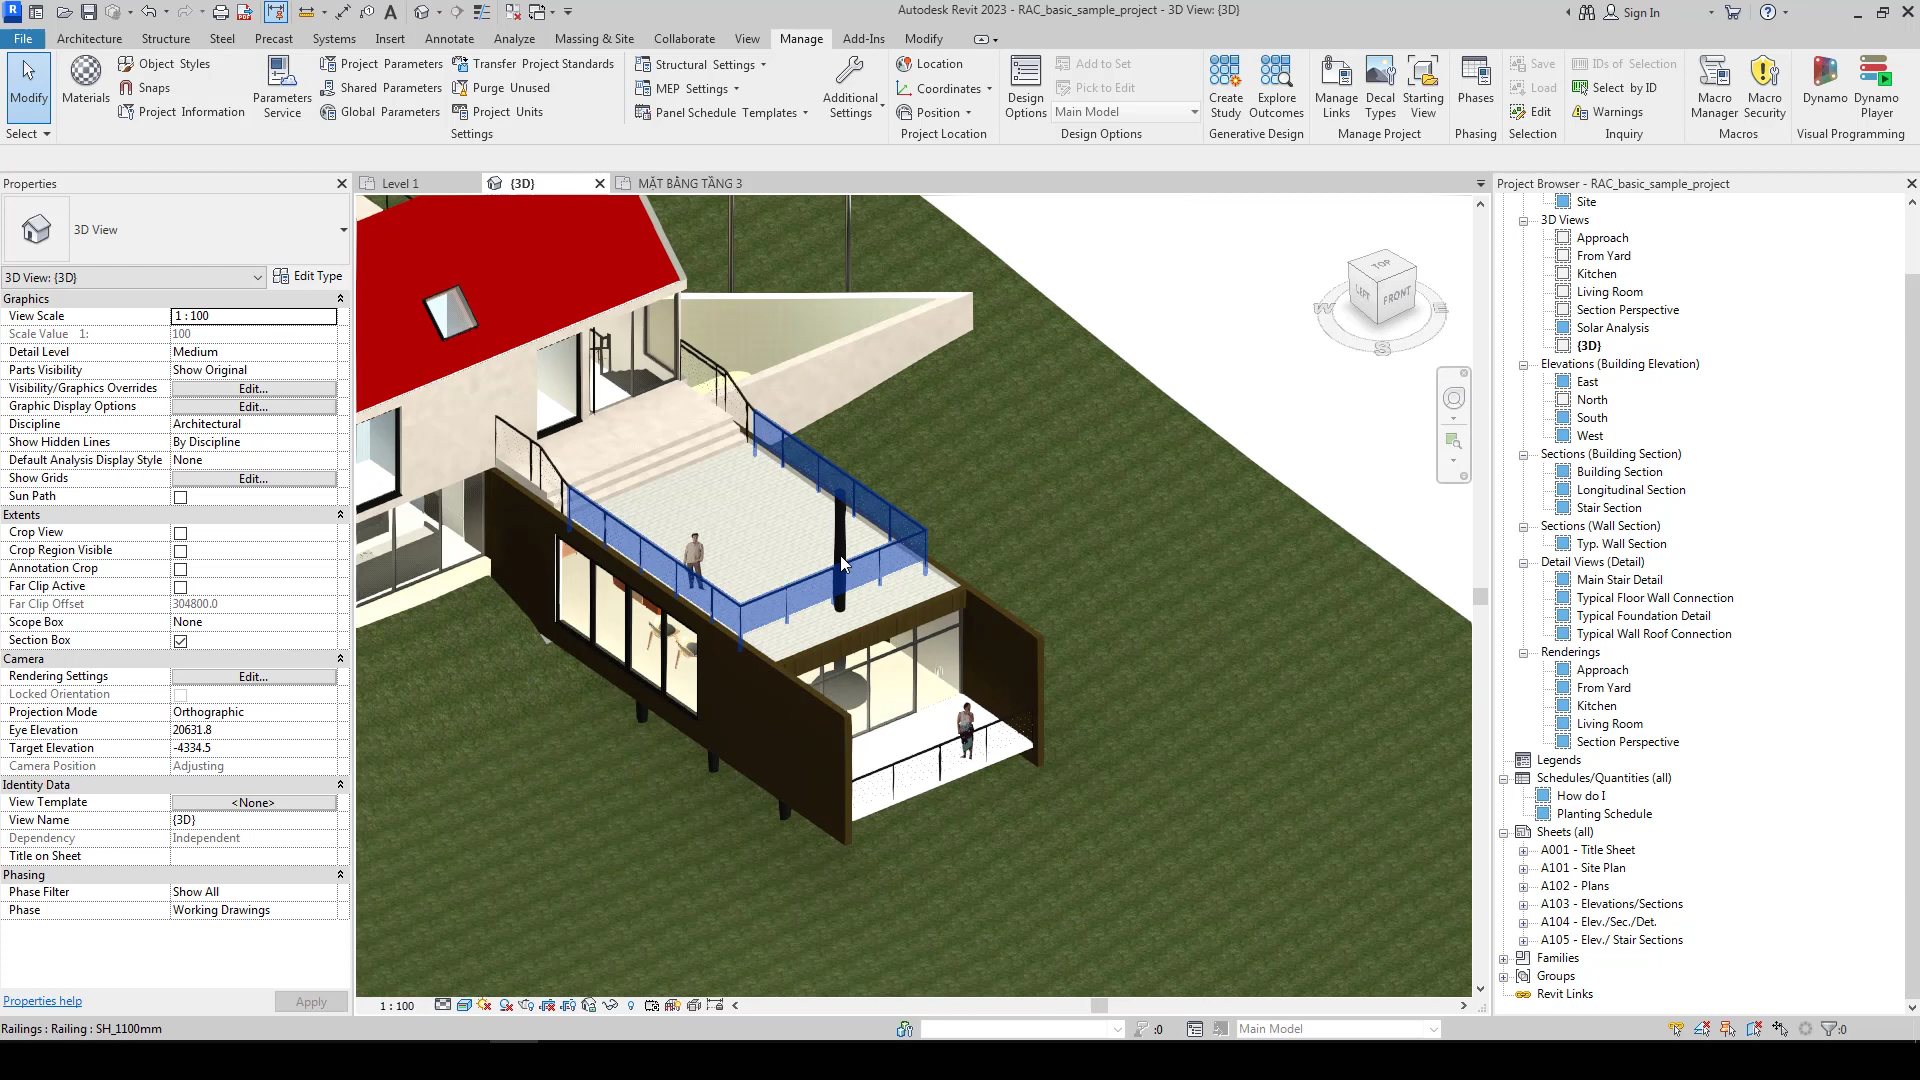 Autodesk Revit 2023 - RAC_basic_sample_project - 3D View: {3D}
Sign In
File Architecture Structure Steel Precast Systems Insert Annotate Analyze Massing & Site Collaborate View Manage Add-Ins Modify
Modify
Select
Materials
Object Styles
Snaps
Project Information
Parameters Service
Project Parameters
Shared Parameters
Global Parameters
Transfer Project Standards
Purge Unused
Project Units
Settings
Structural Settings
MEP Settings
Panel Schedule Templates
Additional Settings
Location
Coordinates
Position
Project Location
Design Options
Add to Set
Pick to Edit
Main Model
Design Options
Create Study
Explore Outcomes
Generative Design
Manage Links
Decal Types
Starting View
Manage Project
Phases
Phasing
Save
Load
Edit
Selection
IDs of Selection
Select by ID
Warnings
Inquiry
Macro Manager
Macro Security
Macros
Dynamo
Dynamo Player
Visual Programming
Properties
3D View
3D View: {3D}
Edit Type
Graphics
View Scale 1 : 100
Scale Value 1: 100
Detail Level Medium
Parts Visibility Show Original
Visibility/Graphics Overrides Edit...
Graphic Display Options Edit...
Discipline Architectural
Show Hidden Lines By Discipline
Default Analysis Display Style None
Show Grids Edit...
Sun Path
Extents
Crop View
Crop Region Visible
Annotation Crop
Far Clip Active
Far Clip Offset 304800.0
Scope Box None
Section Box
Camera
Rendering Settings Edit...
Locked Orientation
Projection Mode Orthographic
Eye Elevation 20631.8
Target Elevation -4334.5
Camera Position Adjusting
Identity Data
View Template <None>
View Name {3D}
Dependency Independent
Title on Sheet
Phasing
Phase Filter Show All
Phase Working Drawings
Properties help
Apply
Level 1
{3D}
MẶT BẰNG TẦNG 3
TOP
LEFT
FRONT
W
S
E
1 : 100
Project Browser - RAC_basic_sample_project
Site
3D Views
Approach
From Yard
Kitchen
Living Room
Section Perspective
Solar Analysis
{3D}
Elevations (Building Elevation)
East
North
South
West
Sections (Building Section)
Building Section
Longitudinal Section
Stair Section
Sections (Wall Section)
Typ. Wall Section
Detail Views (Detail)
Main Stair Detail
Typical Floor Wall Connection
Typical Foundation Detail
Typical Wall Roof Connection
Renderings
Approach
From Yard
Kitchen
Living Room
Section Perspective
Legends
Schedules/Quantities (all)
How do I
Planting Schedule
Sheets (all)
A001 - Title Sheet
A101 - Site Plan
A102 - Plans
A103 - Elevations/Sections
A104 - Elev./Sec./Det.
A105 - Elev./ Stair Sections
Families
Groups
Revit Links
Railings : Railing : SH_1100mm
:0
Main Model
:0